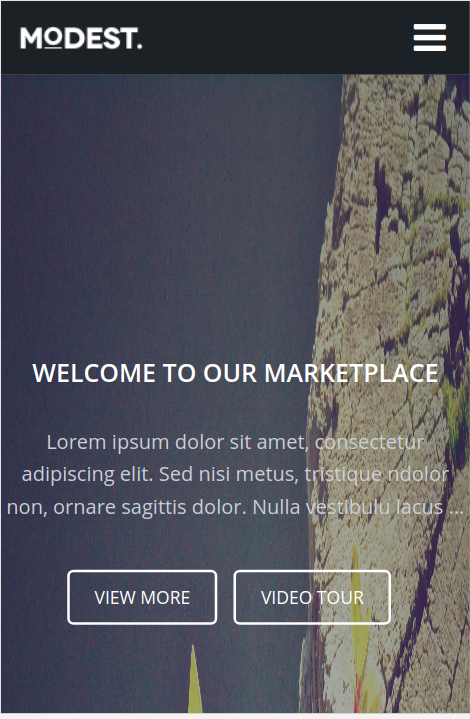 MODEST.
WELCOME TO OUR MARKETPLACE
Lorem ipsum dolor sit amet, consectetur
adipiscing elit. Sed nisi metus, tristique ndolor
non, ornare sagittis dolor. Nulla vestibulu lacus ...
VIEW MORE
VIDEO TOUR